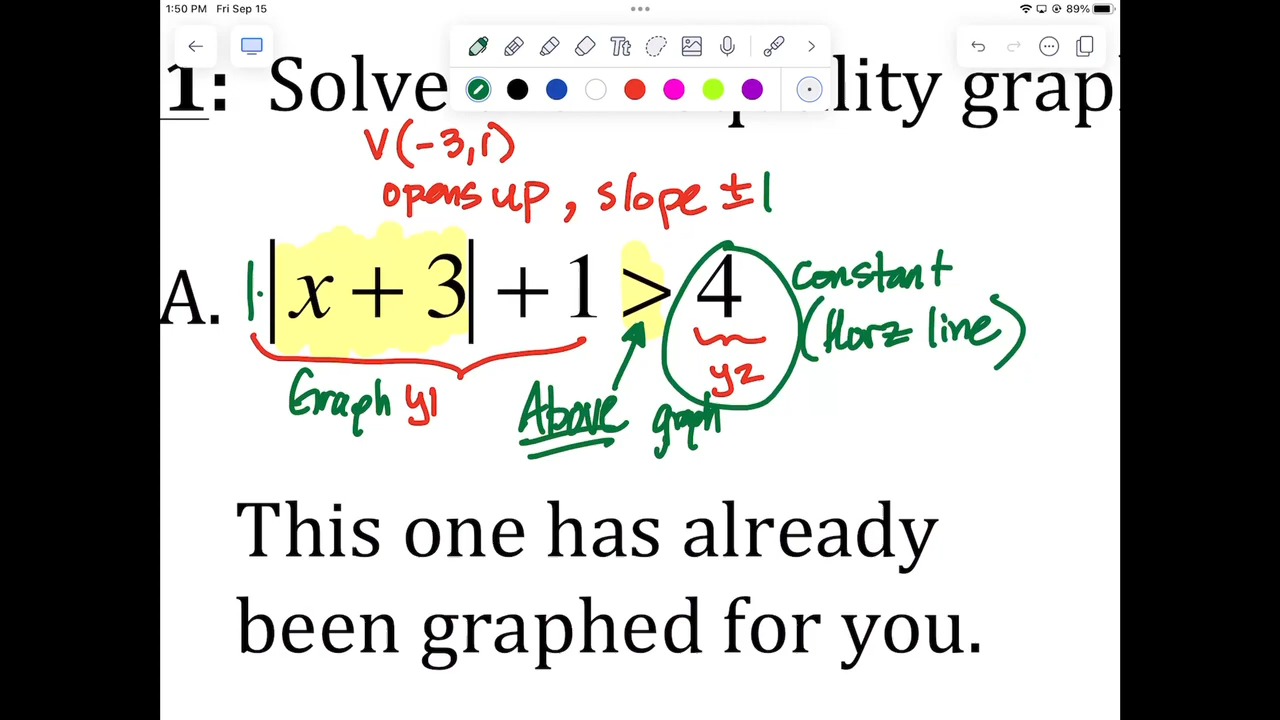 1:50 PM Fri Sep 15
89%
Tt
1: Solve
lity grap
V(-3,1)
opens up, slope ±1
A. 1·|x + 3| + 1 > 4
constant
(Horz line)
y2
Graph y1
Above graph
This one has already
been graphed for you.